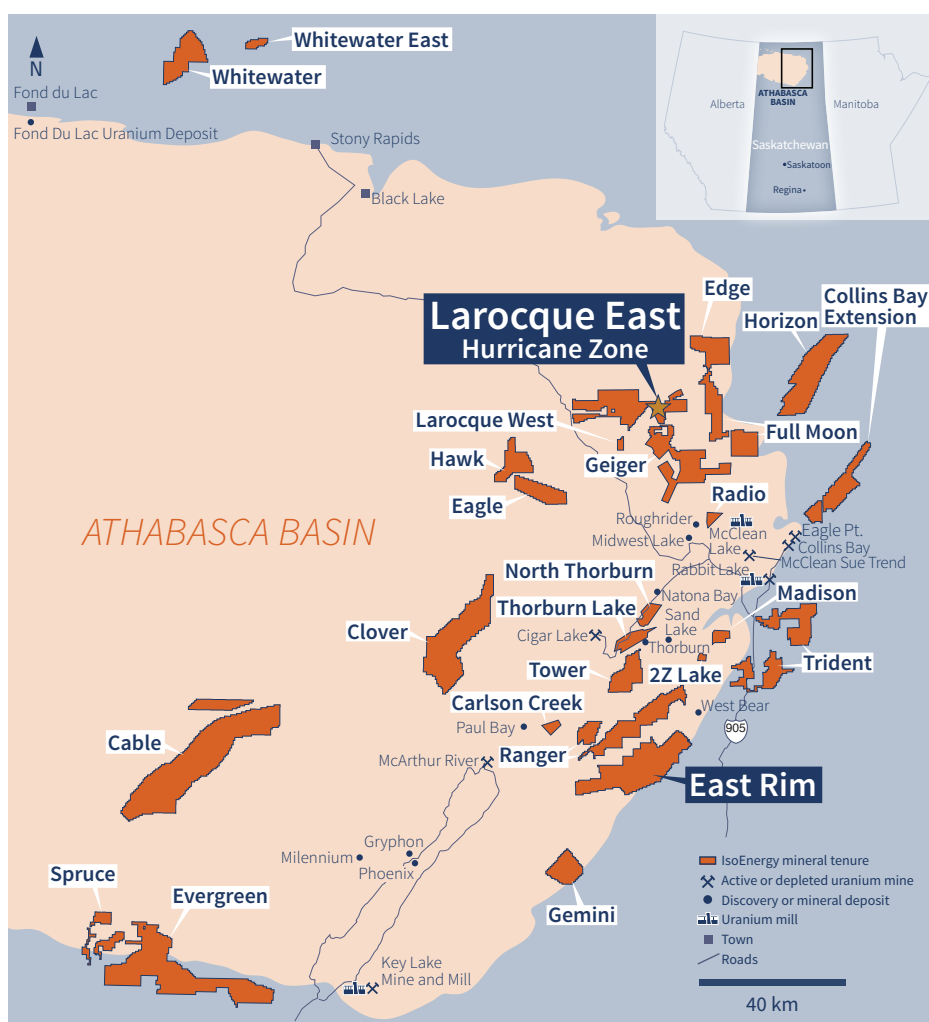 Whitewater East
Whitewater
N
Fond du Lac
Fond Du Lac Uranium Deposit
Stony Rapids
Black Lake
ATHABASCA
BASIN
Alberta
Manitoba
Saskatchewan
Saskatoon
Regina
Edge
Collins Bay
Extension
Horizon
Larocque East
Hurricane Zone
Larocque West
Full Moon
Hawk
Geiger
Eagle
Radio
ATHABASCA BASIN
Roughrider
McClean
Lake
Midwest Lake
Eagle Pt.
Collins Bay
McClean Sue Trend
Rabbit Lake
North Thorburn
Natona Bay
Madison
Thorburn Lake
Sand
Lake
Clover
Cigar Lake
Thorburn
Trident
Tower
2Z Lake
Carlson Creek
West Bear
Paul Bay
905
Cable
Ranger
McArthur River
East Rim
Gryphon
Milennium
Phoenix
Spruce
Evergreen
Gemini
Key Lake
Mine and Mill
IsoEnergy mineral tenure
Active or depleted uranium mine
Discovery or mineral deposit
Uranium mill
Town
Roads
40 km